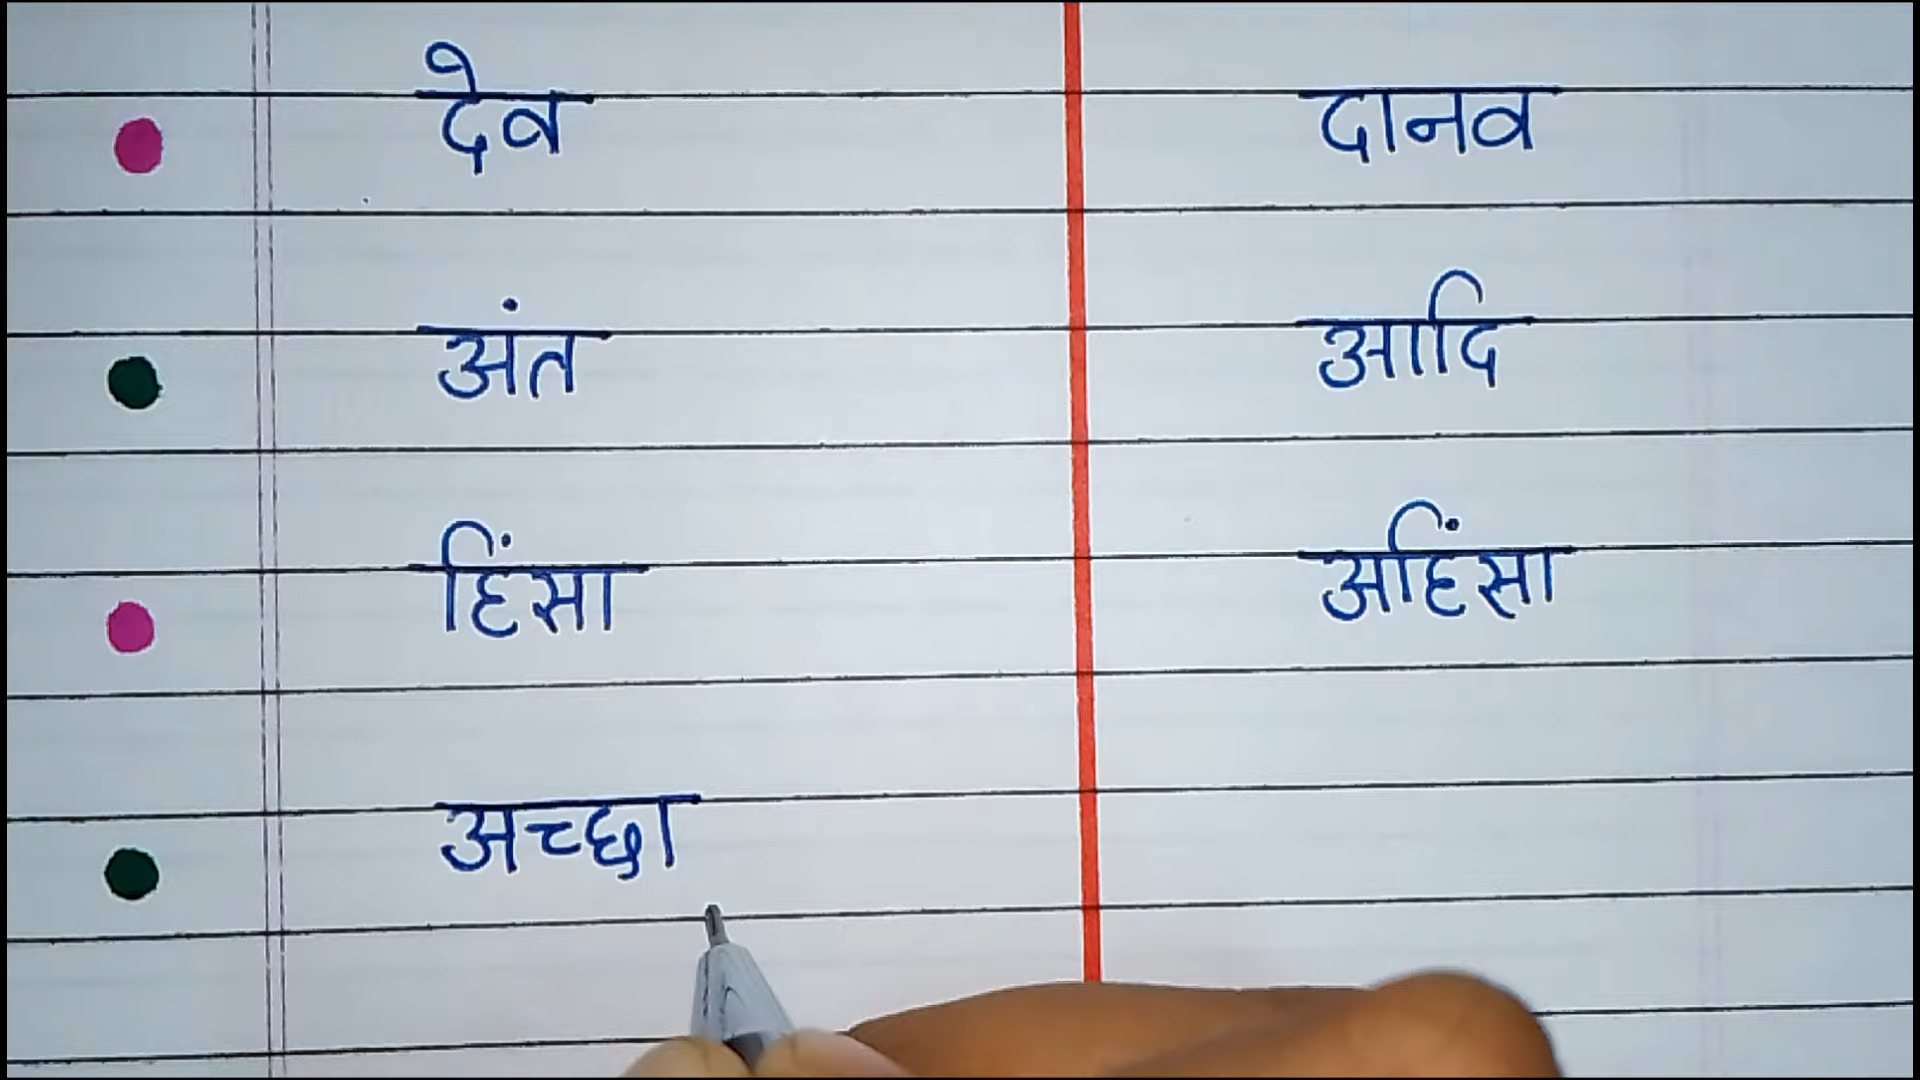 देव दानव
अंत आदि
हिंसा अहिंसा
अच्छा